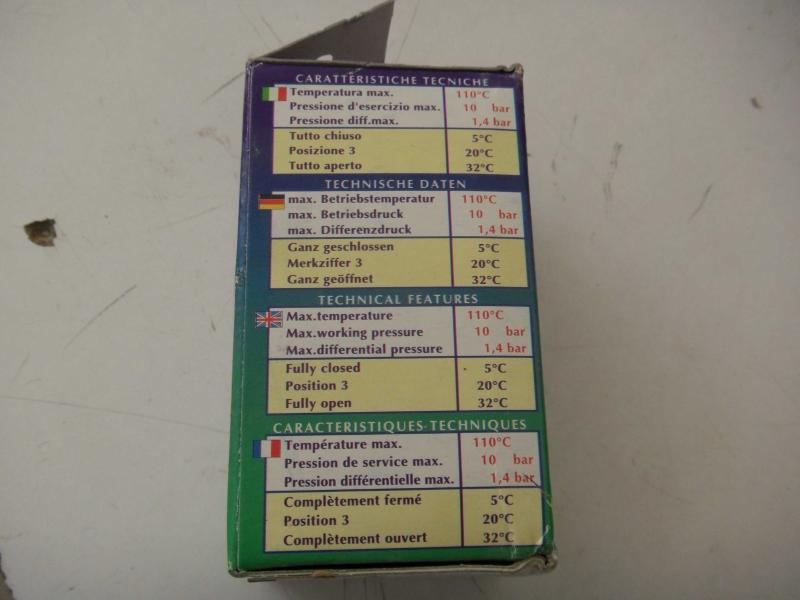 CARATTERISTICHE TECNICHE
Temperatura max. 110°C
Pressione d'esercizio max. 10 bar
Pressione diff.max. 1,4 bar
Tutto chiuso 5°C
Posizione 3 20°C
Tutto aperto 32°C
TECHNISCHE DATEN
max. Betriebstemperatur 110°C
max. Betriebsdruck 10 bar
max. Differenzdruck 1,4 bar
Ganz geschlossen 5°C
Merkziffer 3 20°C
Ganz geöffnet 32°C
TECHNICAL FEATURES
Max.temperature 110°C
Max.working pressure 10 bar
Max.differential pressure 1,4 bar
Fully closed 5°C
Position 3 20°C
Fully open 32°C
CARACTERISTIQUES-TECHNIQUES
Température max. 110°C
Pression de service max. 10 bar
Pression différentielle max. 1,4 bar
Complètement fermé 5°C
Position 3 20°C
Complètement ouvert 32°C